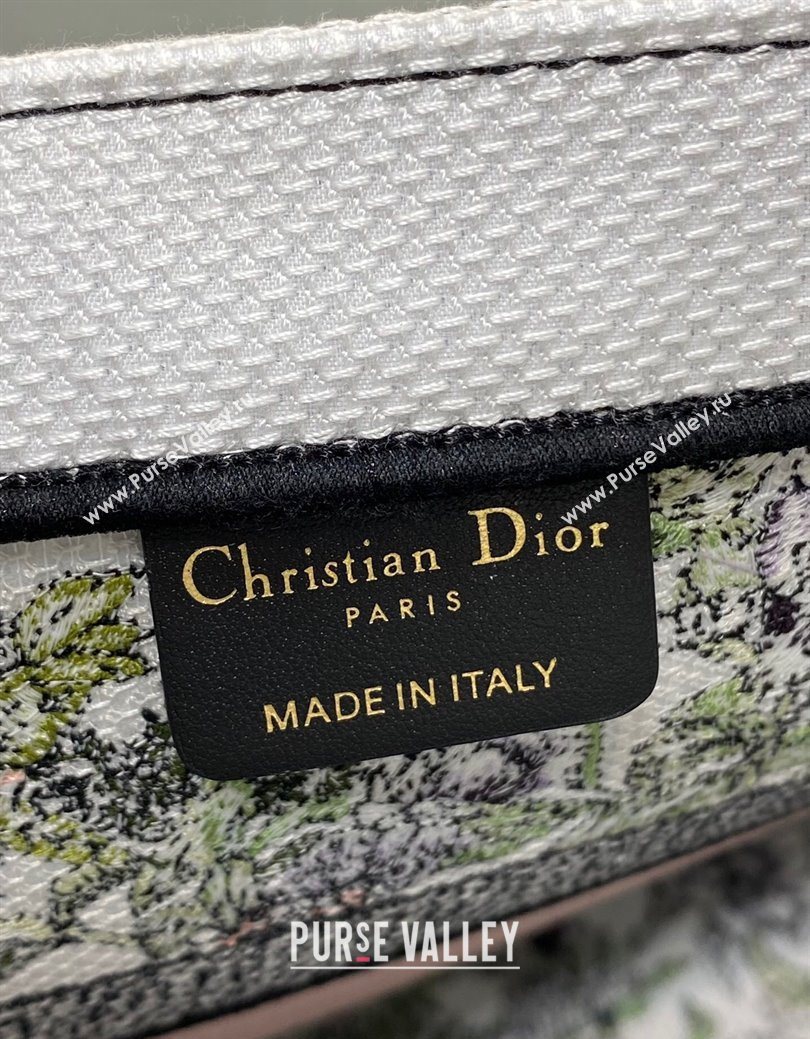 www.PurseValley.ru
www.PurseValley.ru
Christian Dior
PARIS
MADE IN ITALY
PURSE VALLEY